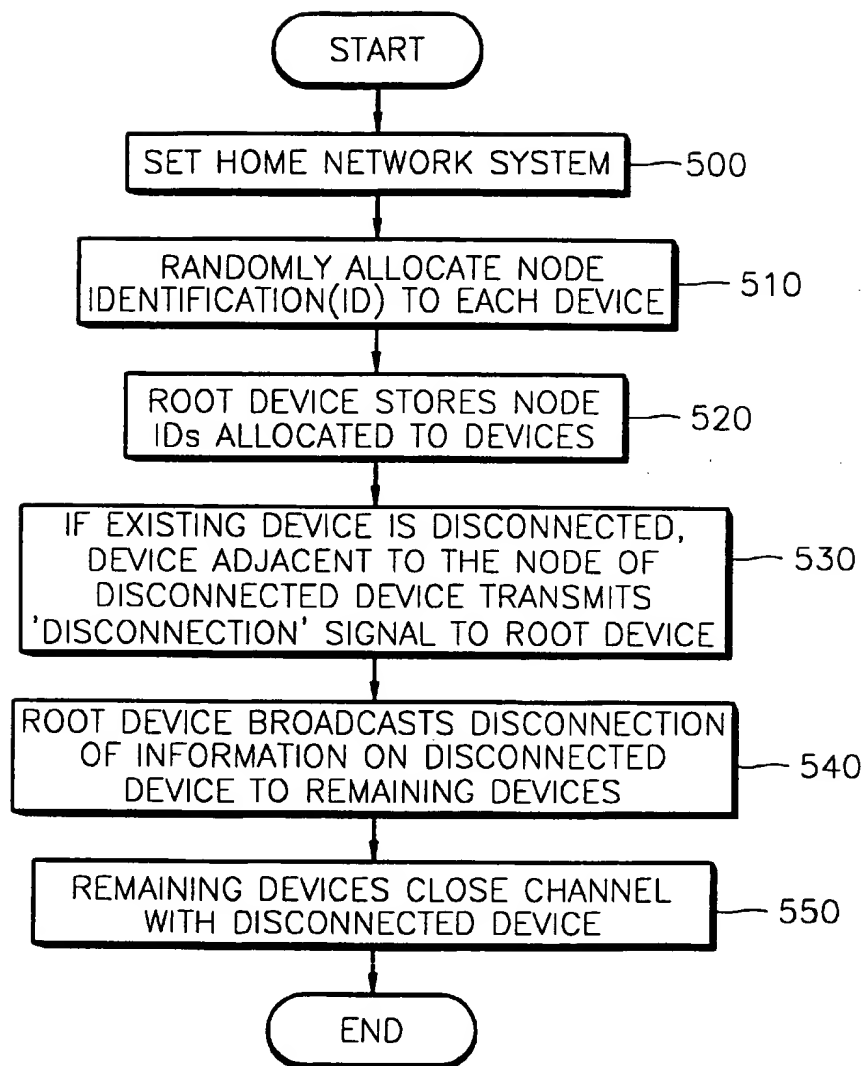 START
SET HOME NETWORK SYSTEM
500
RANDOMLY ALLOCATE NODE
IDENTIFICATION(ID) TO EACH DEVICE
510
ROOT DEVICE STORES NODE
IDs ALLOCATED TO DEVICES
520
IF EXISTING DEVICE IS DISCONNECTED,
DEVICE ADJACENT TO THE NODE OF
DISCONNECTED DEVICE TRANSMITS
'DISCONNECTION' SIGNAL TO ROOT DEVICE
530
ROOT DEVICE BROADCASTS DISCONNECTION
OF INFORMATION ON DISCONNECTED
DEVICE TO REMAINING DEVICES
540
REMAINING DEVICES CLOSE CHANNEL
WITH DISCONNECTED DEVICE
550
END